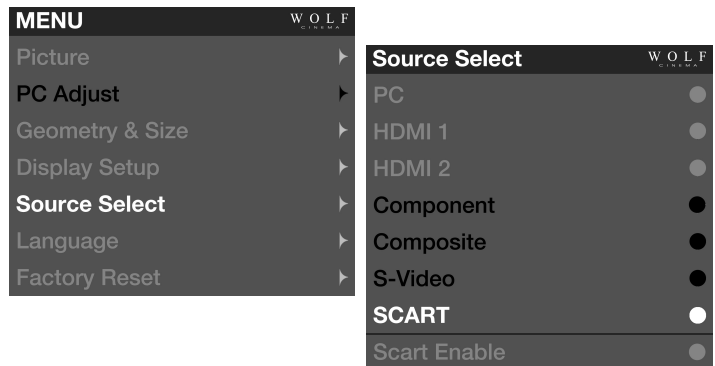 MENU
WOLF
CINEMA
Picture
PC Adjust
Geometry & Size
Display Setup
Source Select
Language
Factory Reset
Source Select
WOLF
CINEMA
PC
HDMI 1
HDMI 2
Component
Composite
S-Video
SCART
Scart Enable